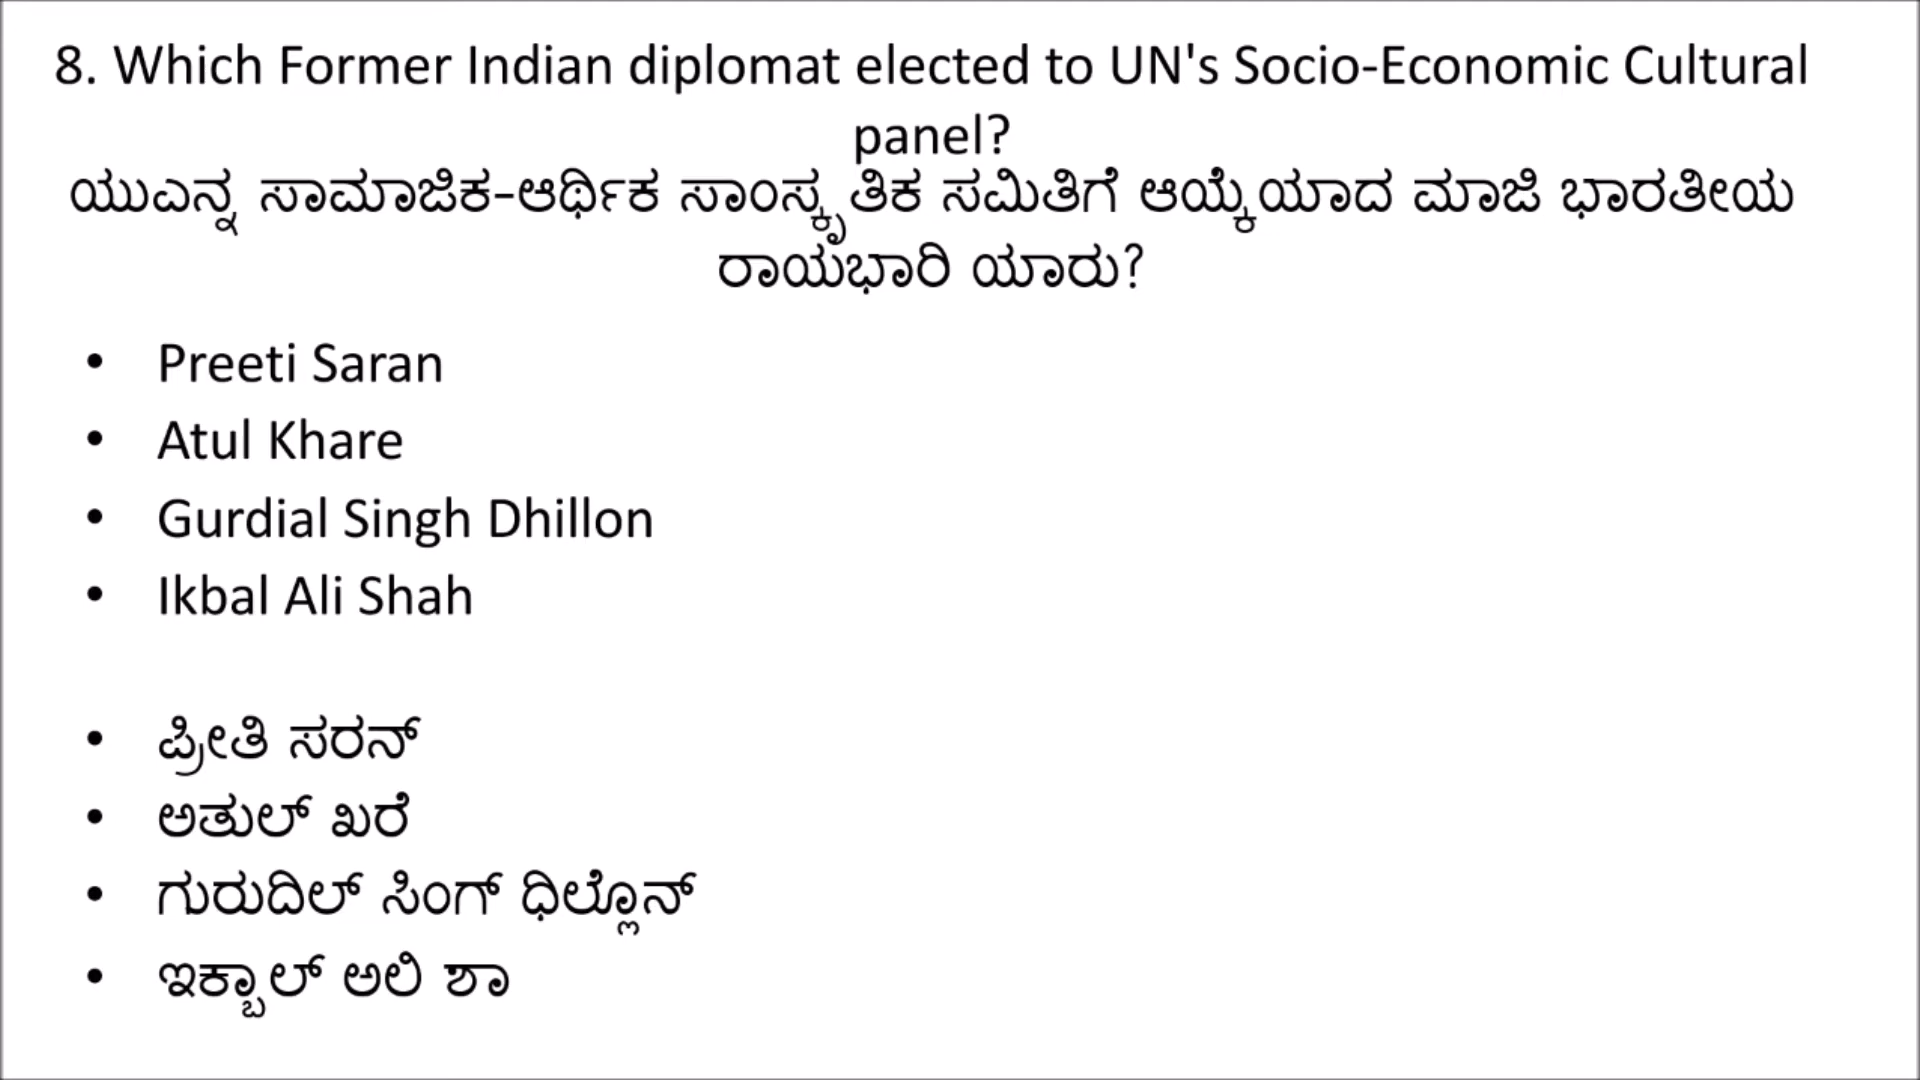 8. Which Former Indian diplomat elected to UN's Socio-Economic Cultural
panel?
ಯುಎನ್ನ ಸಾಮಾಜಿಕ-ಆರ್ಥಿಕ ಸಾಂಸ್ಕೃತಿಕ ಸಮಿತಿಗೆ ಆಯ್ಕೆಯಾದ ಮಾಜಿ ಭಾರತೀಯ
ರಾಯಭಾರಿ ಯಾರು?
• Preeti Saran
• Atul Khare
• Gurdial Singh Dhillon
• Ikbal Ali Shah
• ಪ್ರೀತಿ ಸರನ್
• ಅತುಲ್ ಖರೆ
• ಗುರುದಿಲ್ ಸಿಂಗ್ ಧಿಲ್ಲೊನ್
• ಇಕ್ಬಾಲ್ ಅಲಿ ಶಾ